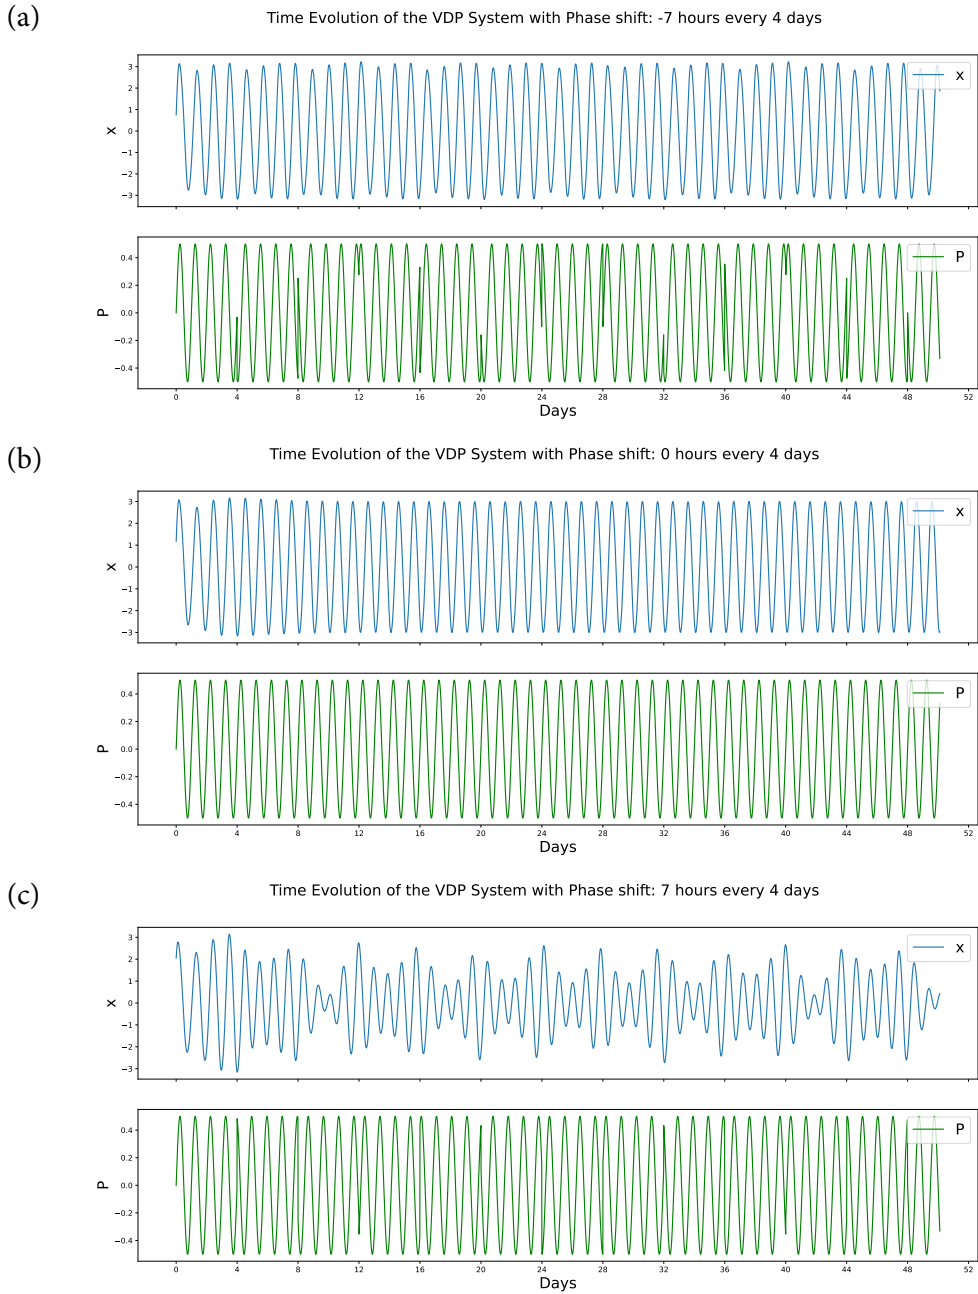 (a)
Time Evolution of the VDP System with Phase shift: -7 hours every 4 days
3
2
1
0
−1
−2
−3
x
x
0.4
0.2
0.0
−0.2
−0.4
P
P
0 4 8 12 16 20 24 28 32 36 40 44 48 52
Days
(b)
Time Evolution of the VDP System with Phase shift: 0 hours every 4 days
3
2
1
0
−1
−2
−3
x
x
0.4
0.2
0.0
−0.2
−0.4
P
P
0 4 8 12 16 20 24 28 32 36 40 44 48 52
Days
(c)
Time Evolution of the VDP System with Phase shift: 7 hours every 4 days
3
2
1
0
−1
−2
−3
x
x
0.4
0.2
0.0
−0.2
−0.4
P
P
0 4 8 12 16 20 24 28 32 36 40 44 48 52
Days